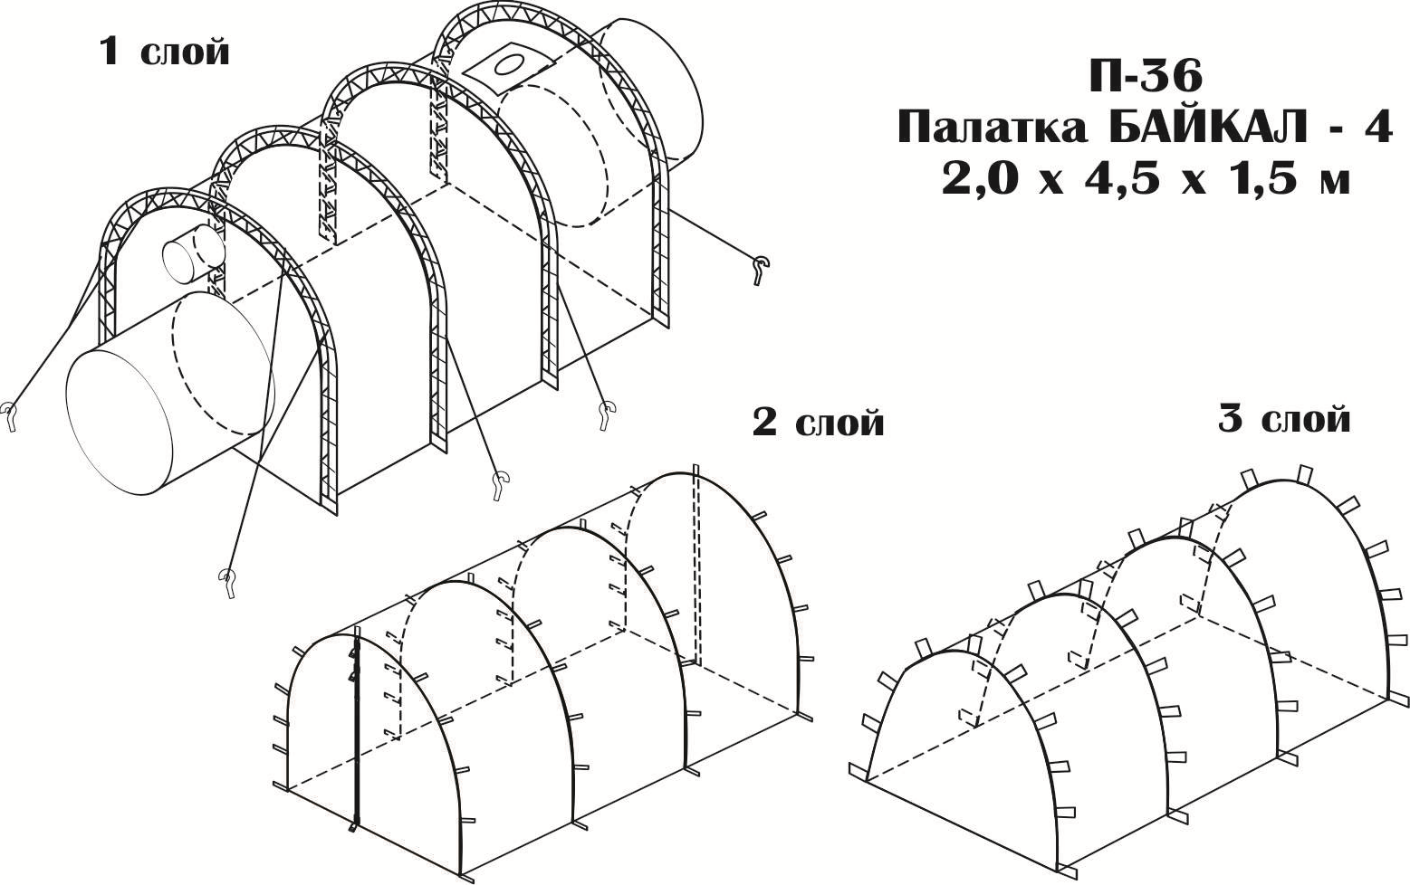 1 слой
П-36
Палатка БАЙКАЛ - 4
2,0 х 4,5 х 1,5 м
2 слой
3 слой